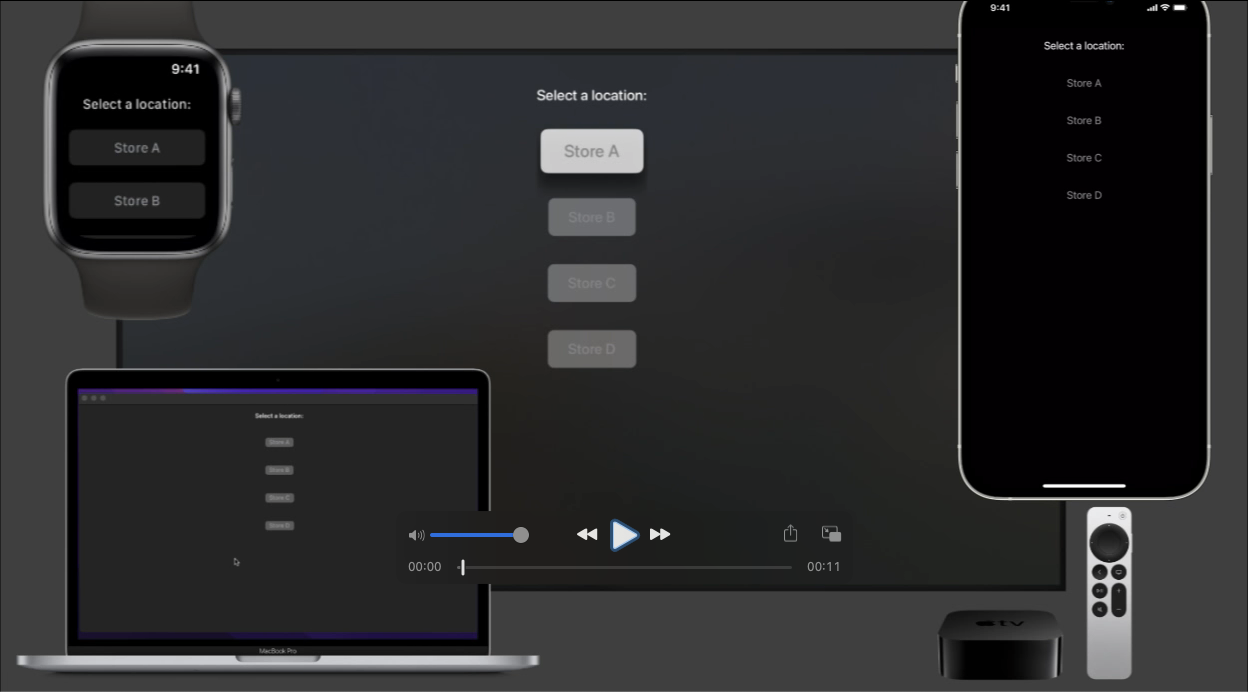 9:41
Select a location:
Store A
Store B
Select a location:
Store A
Store B
Store C
Store D
9:41
Select a location:
Store A
Store B
Store C
Store D
Select a location:
Store A
Store B
Store C
Store D
MacBook Pro
00:00
00:11
tv